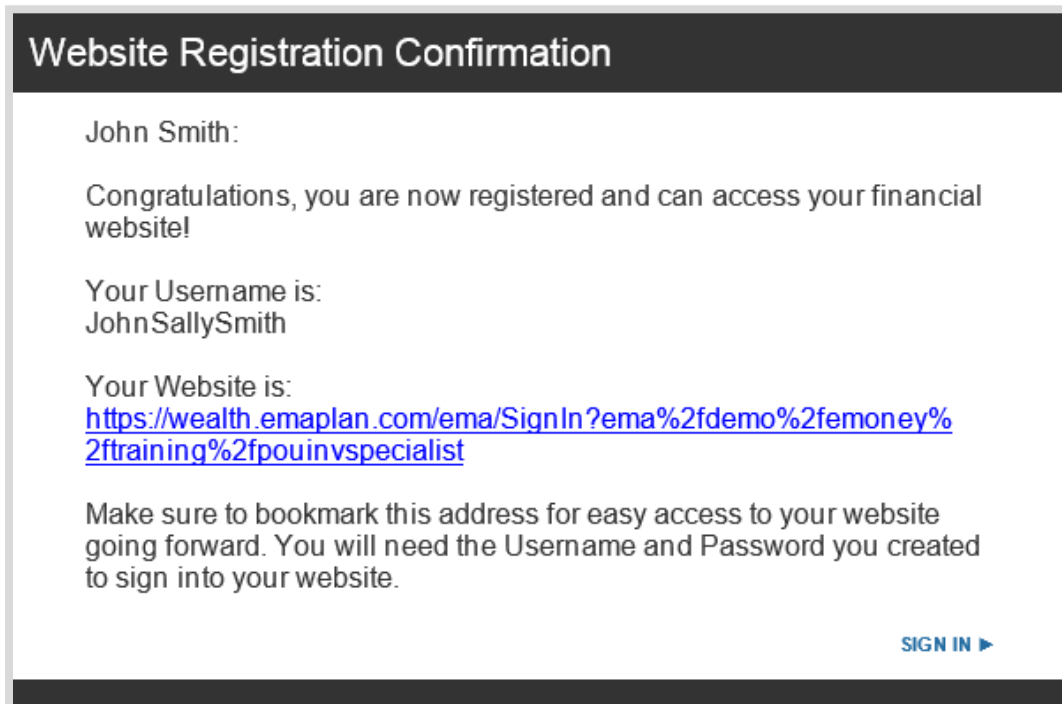 Website Registration Confirmation
John Smith:
Congratulations, you are now registered and can access your financial
website!
Your Username is:
JohnSallySmith
Your Website is:
https://wealth.emaplan.com/ema/SignIn?ema%2fdemo%2femoney%
2ftraining%2fpouinvspecialist
Make sure to bookmark this address for easy access to your website
going forward. You will need the Username and Password you created
to sign into your website.
SIGN IN ►